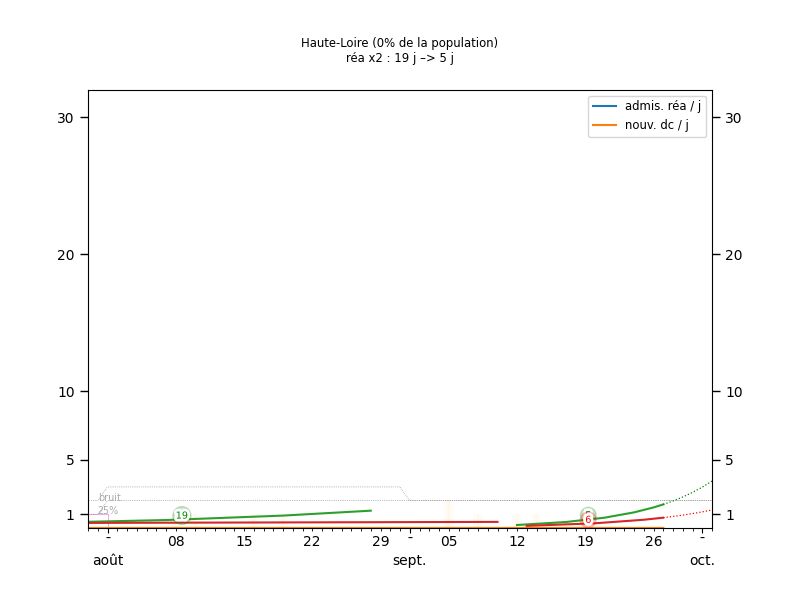 Haute-Loire (0% de la population)
réa x2 : 19 j –> 5 j
admis. réa / j
nouv. dc / j
30 30
20 20
10 10
5 5
1 1
bruit
25%
19
6
- 08 15 22 29 - 05 12 19 26 -
août sept. oct.